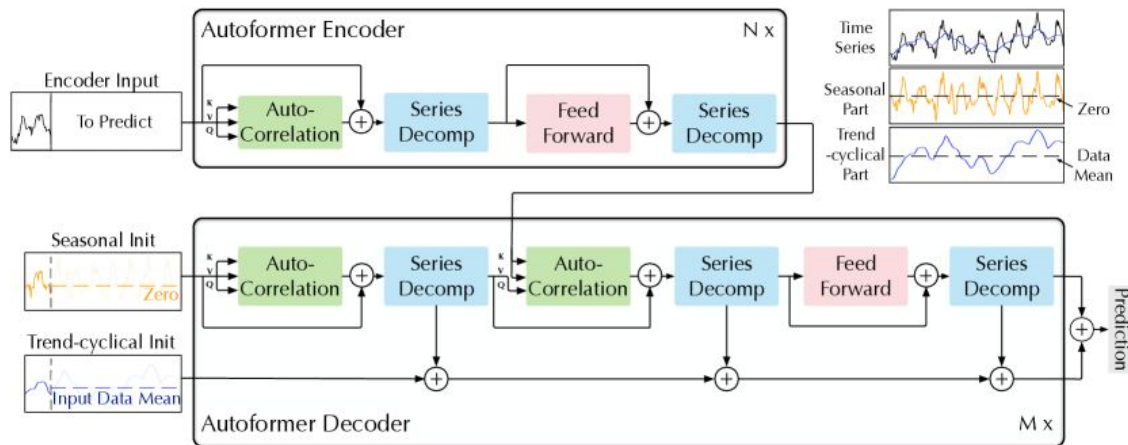 Autoformer Encoder
N x
Encoder Input
To Predict
K
V
Q
Auto-
Correlation
Series
Decomp
Feed
Forward
Series
Decomp
Time
Series
Seasonal
Part
Zero
Trend
-cyclical
Part
Data
Mean
Seasonal Init
Zero
K
V
Q
Auto-
Correlation
Series
Decomp
K
V
Q
Auto-
Correlation
Series
Decomp
Feed
Forward
Series
Decomp
Prediction
Trend-cyclical Init
Input Data Mean
Autoformer Decoder
M x